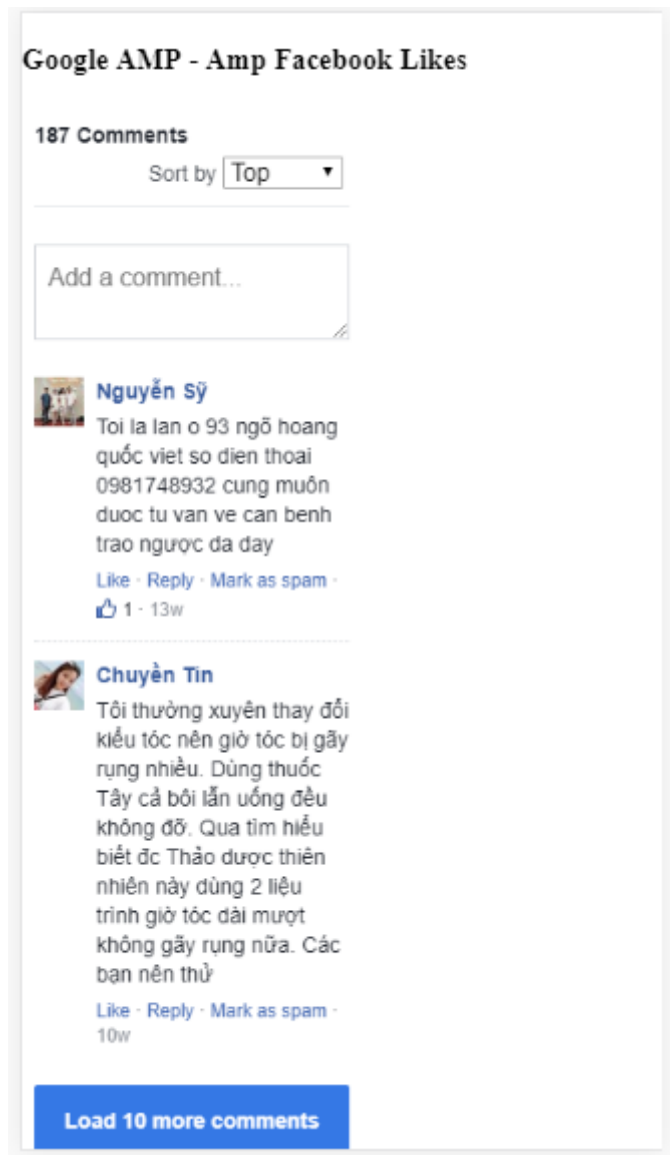 Google AMP - Amp Facebook Likes
187 Comments
Sort by Top
Add a comment...
Nguyễn Sỹ
Toi la lan o 93 ngõ hoang
quốc viet so dien thoai
0981748932 cung muôn
duoc tu van ve can benh
trao ngược da day
Like · Reply · Mark as spam ·
1 · 13w
Chuyền Tin
Tôi thường xuyên thay đổi
kiểu tóc nên giờ tóc bị gãy
rụng nhiều. Dùng thuốc
Tây cả bôi lẫn uống đều
không đỡ. Qua tìm hiểu
biết đc Thảo dược thiên
nhiên này dùng 2 liệu
trình giờ tóc dài mượt
không gãy rụng nữa. Các
bạn nên thử
Like · Reply · Mark as spam ·
10w
Load 10 more comments